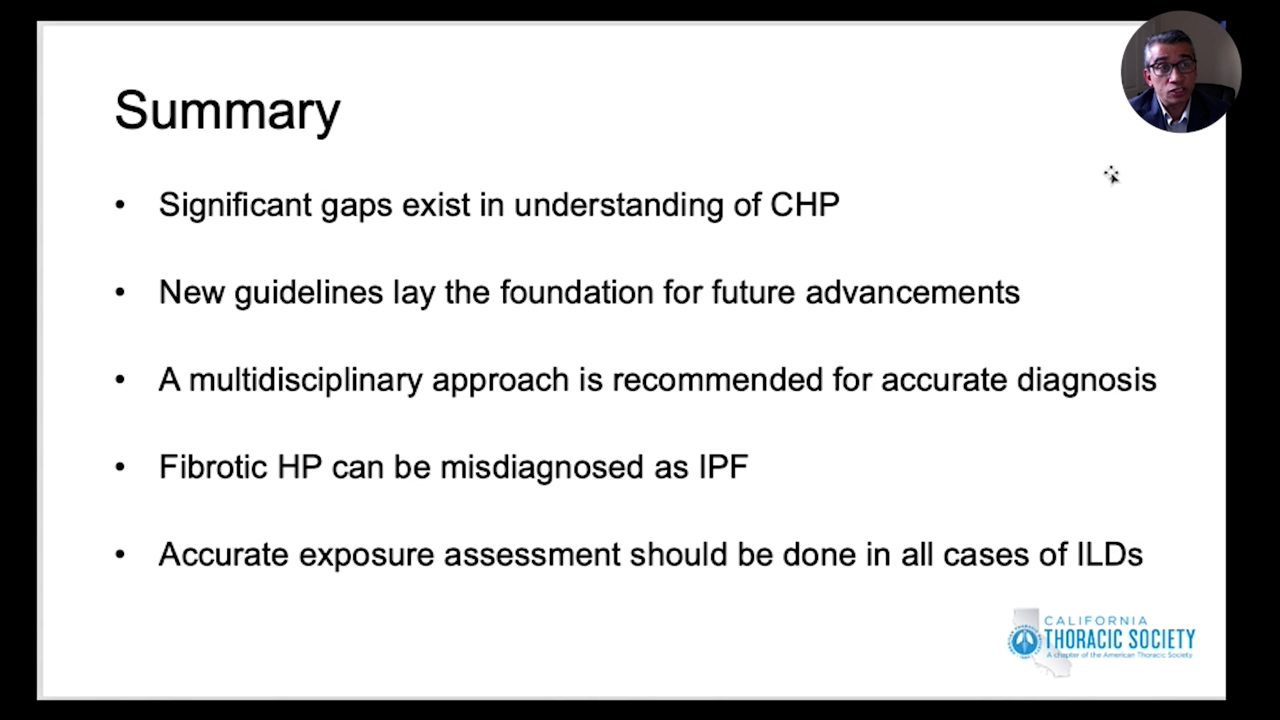 Summary
• Significant gaps exist in understanding of CHP
• New guidelines lay the foundation for future advancements
• A multidisciplinary approach is recommended for accurate diagnosis
• Fibrotic HP can be misdiagnosed as IPF
• Accurate exposure assessment should be done in all cases of ILDs
CALIFORNIA
THORACIC SOCIETY
A chapter of the American Thoracic Society